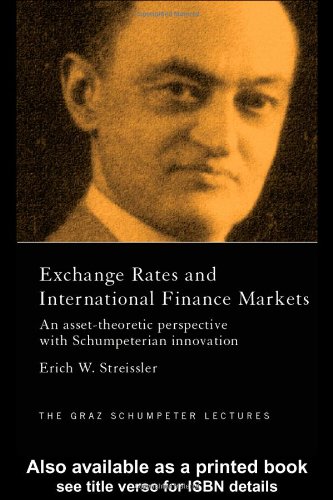 Exchange Rates and
International Finance Markets
An asset-theoretic perspective
with Schumpeterian innovation
Erich W. Streissler
THE GRAZ SCHUMPETER LECTURES
Also available as a printed book
see title verso for ISBN details